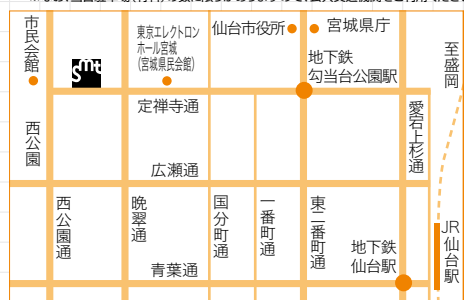 市民会館
西公園
smt
東京エレクトロン
ホール宮城
(宮城県民会館)
仙台市役所
宮城県庁
地下鉄
勾当台公園駅
至盛岡
定禅寺通
愛宕上杉通
広瀬通
西公園通
晩翠通
国分町通
一番町通
東二番町通
青葉通
地下鉄
仙台駅
JR仙台駅